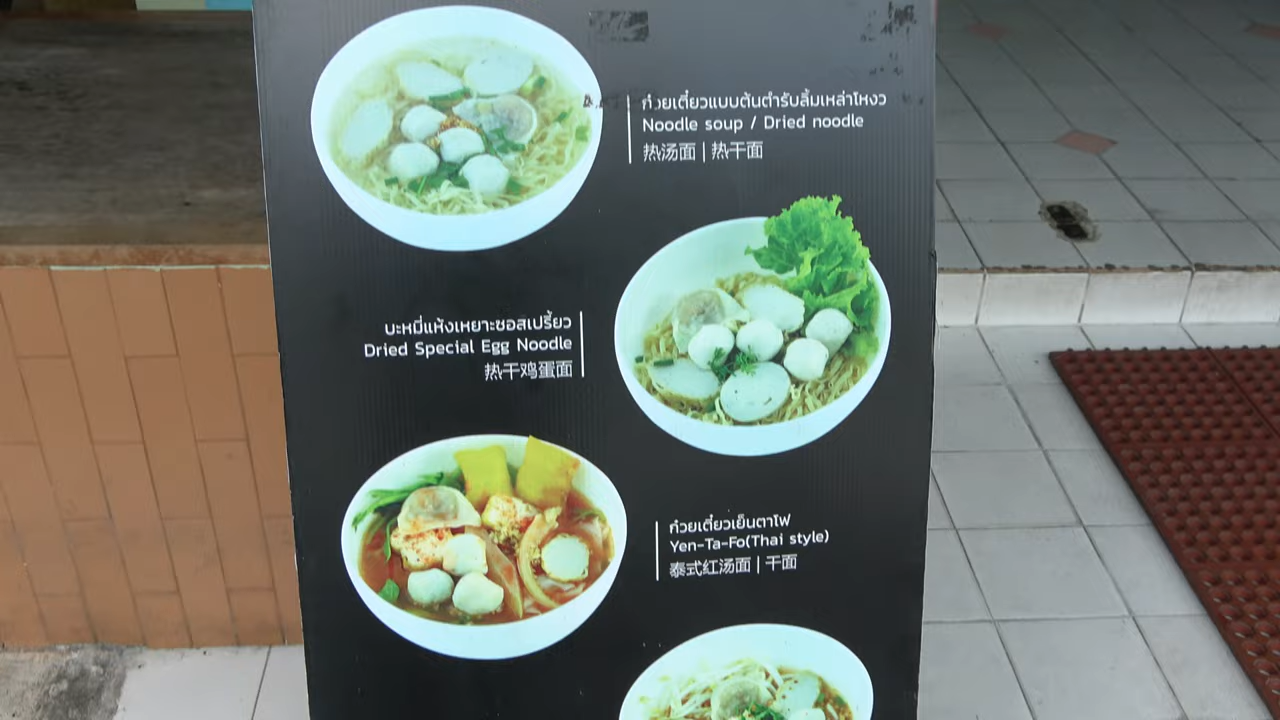 ก๋วยเตี๋ยวแบบต้นตำรับลิ้มเหล่าโหงว
Noodle soup / Dried noodle
热汤面 | 热干面
บะหมี่แห้งเหยาะซอสเปรี้ยว
Dried Special Egg Noodle
热干鸡蛋面
ก๋วยเตี๋ยวเย็นตาโฟ
Yen-Ta-Fo(Thai style)
泰式红汤面 | 干面